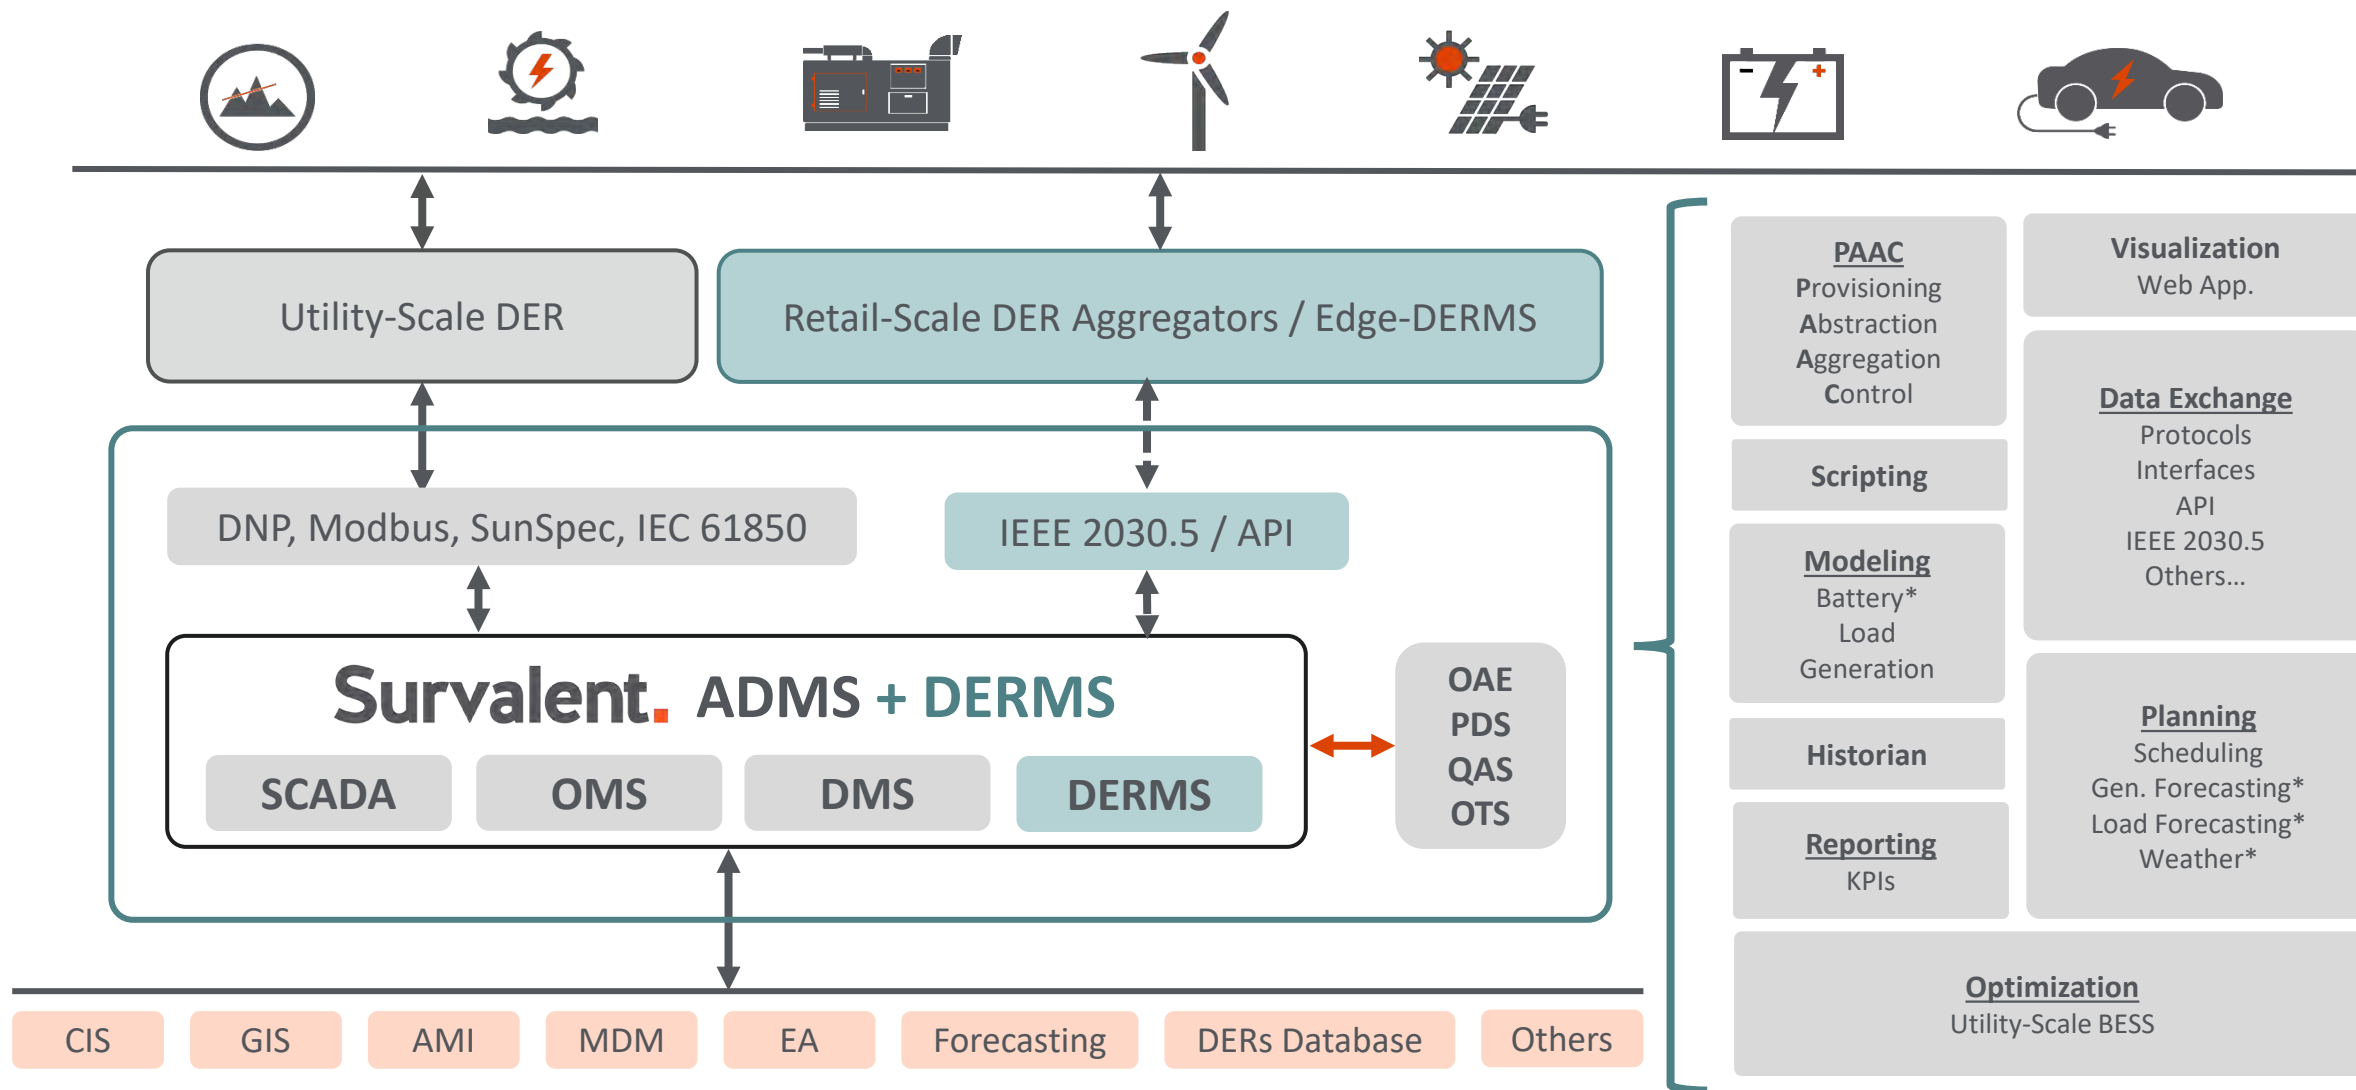 Utility-Scale DER
Retail-Scale DER Aggregators / Edge-DERMS
DNP, Modbus, SunSpec, IEC 61850
IEEE 2030.5 / API
Survalent. ADMS + DERMS
SCADA
OMS
DMS
DERMS
OAE
PDS
QAS
OTS
CIS
GIS
AMI
MDM
EA
Forecasting
DERs Database
Others
PAAC
Provisioning
Abstraction
Aggregation
Control
Scripting
Modeling
Battery*
Load
Generation
Historian
Reporting
KPIs
Visualization
Web App.
Data Exchange
Protocols
Interfaces
API
IEEE 2030.5
Others...
Planning
Scheduling
Gen. Forecasting*
Load Forecasting*
Weather*
Optimization
Utility-Scale BESS